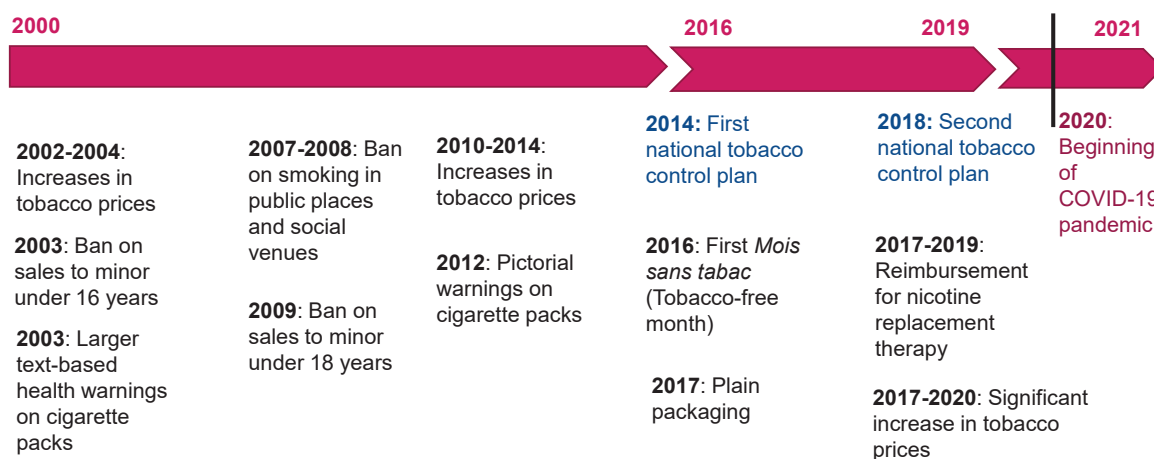 2000
2016
2019
2021
2002-2004:
Increases in
tobacco prices
2003: Ban on
sales to minor
under 16 years
2003: Larger
text-based
health warnings
on cigarette
packs
2007-2008: Ban
on smoking in
public places
and social
venues
2009: Ban on
sales to minor
under 18 years
2010-2014:
Increases in
tobacco prices
2012: Pictorial
warnings on
cigarette packs
2014: First
national tobacco
control plan
2016: First Mois
sans tabac
(Tobacco-free
month)
2017: Plain
packaging
2018: Second
national tobacco
control plan
2017-2019:
Reimbursement
for nicotine
replacement
therapy
2017-2020: Significant
increase in tobacco
prices
2020:
Beginning
of
COVID-19
pandemic